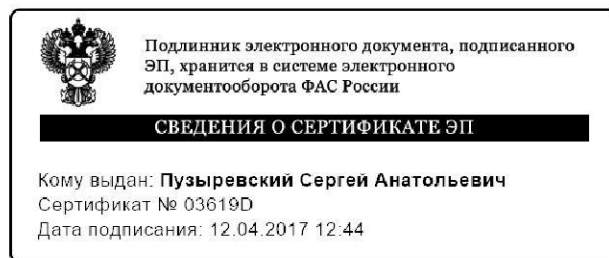 Подлинник электронного документа, подписанного
ЭП, хранится в системе электронного
документооборота ФАС России
СВЕДЕНИЯ О СЕРТИФИКАТЕ ЭП
Кому выдан: Пузыревский Сергей Анатольевич
Сертификат № 03619D
Дата подписания: 12.04.2017 12:44